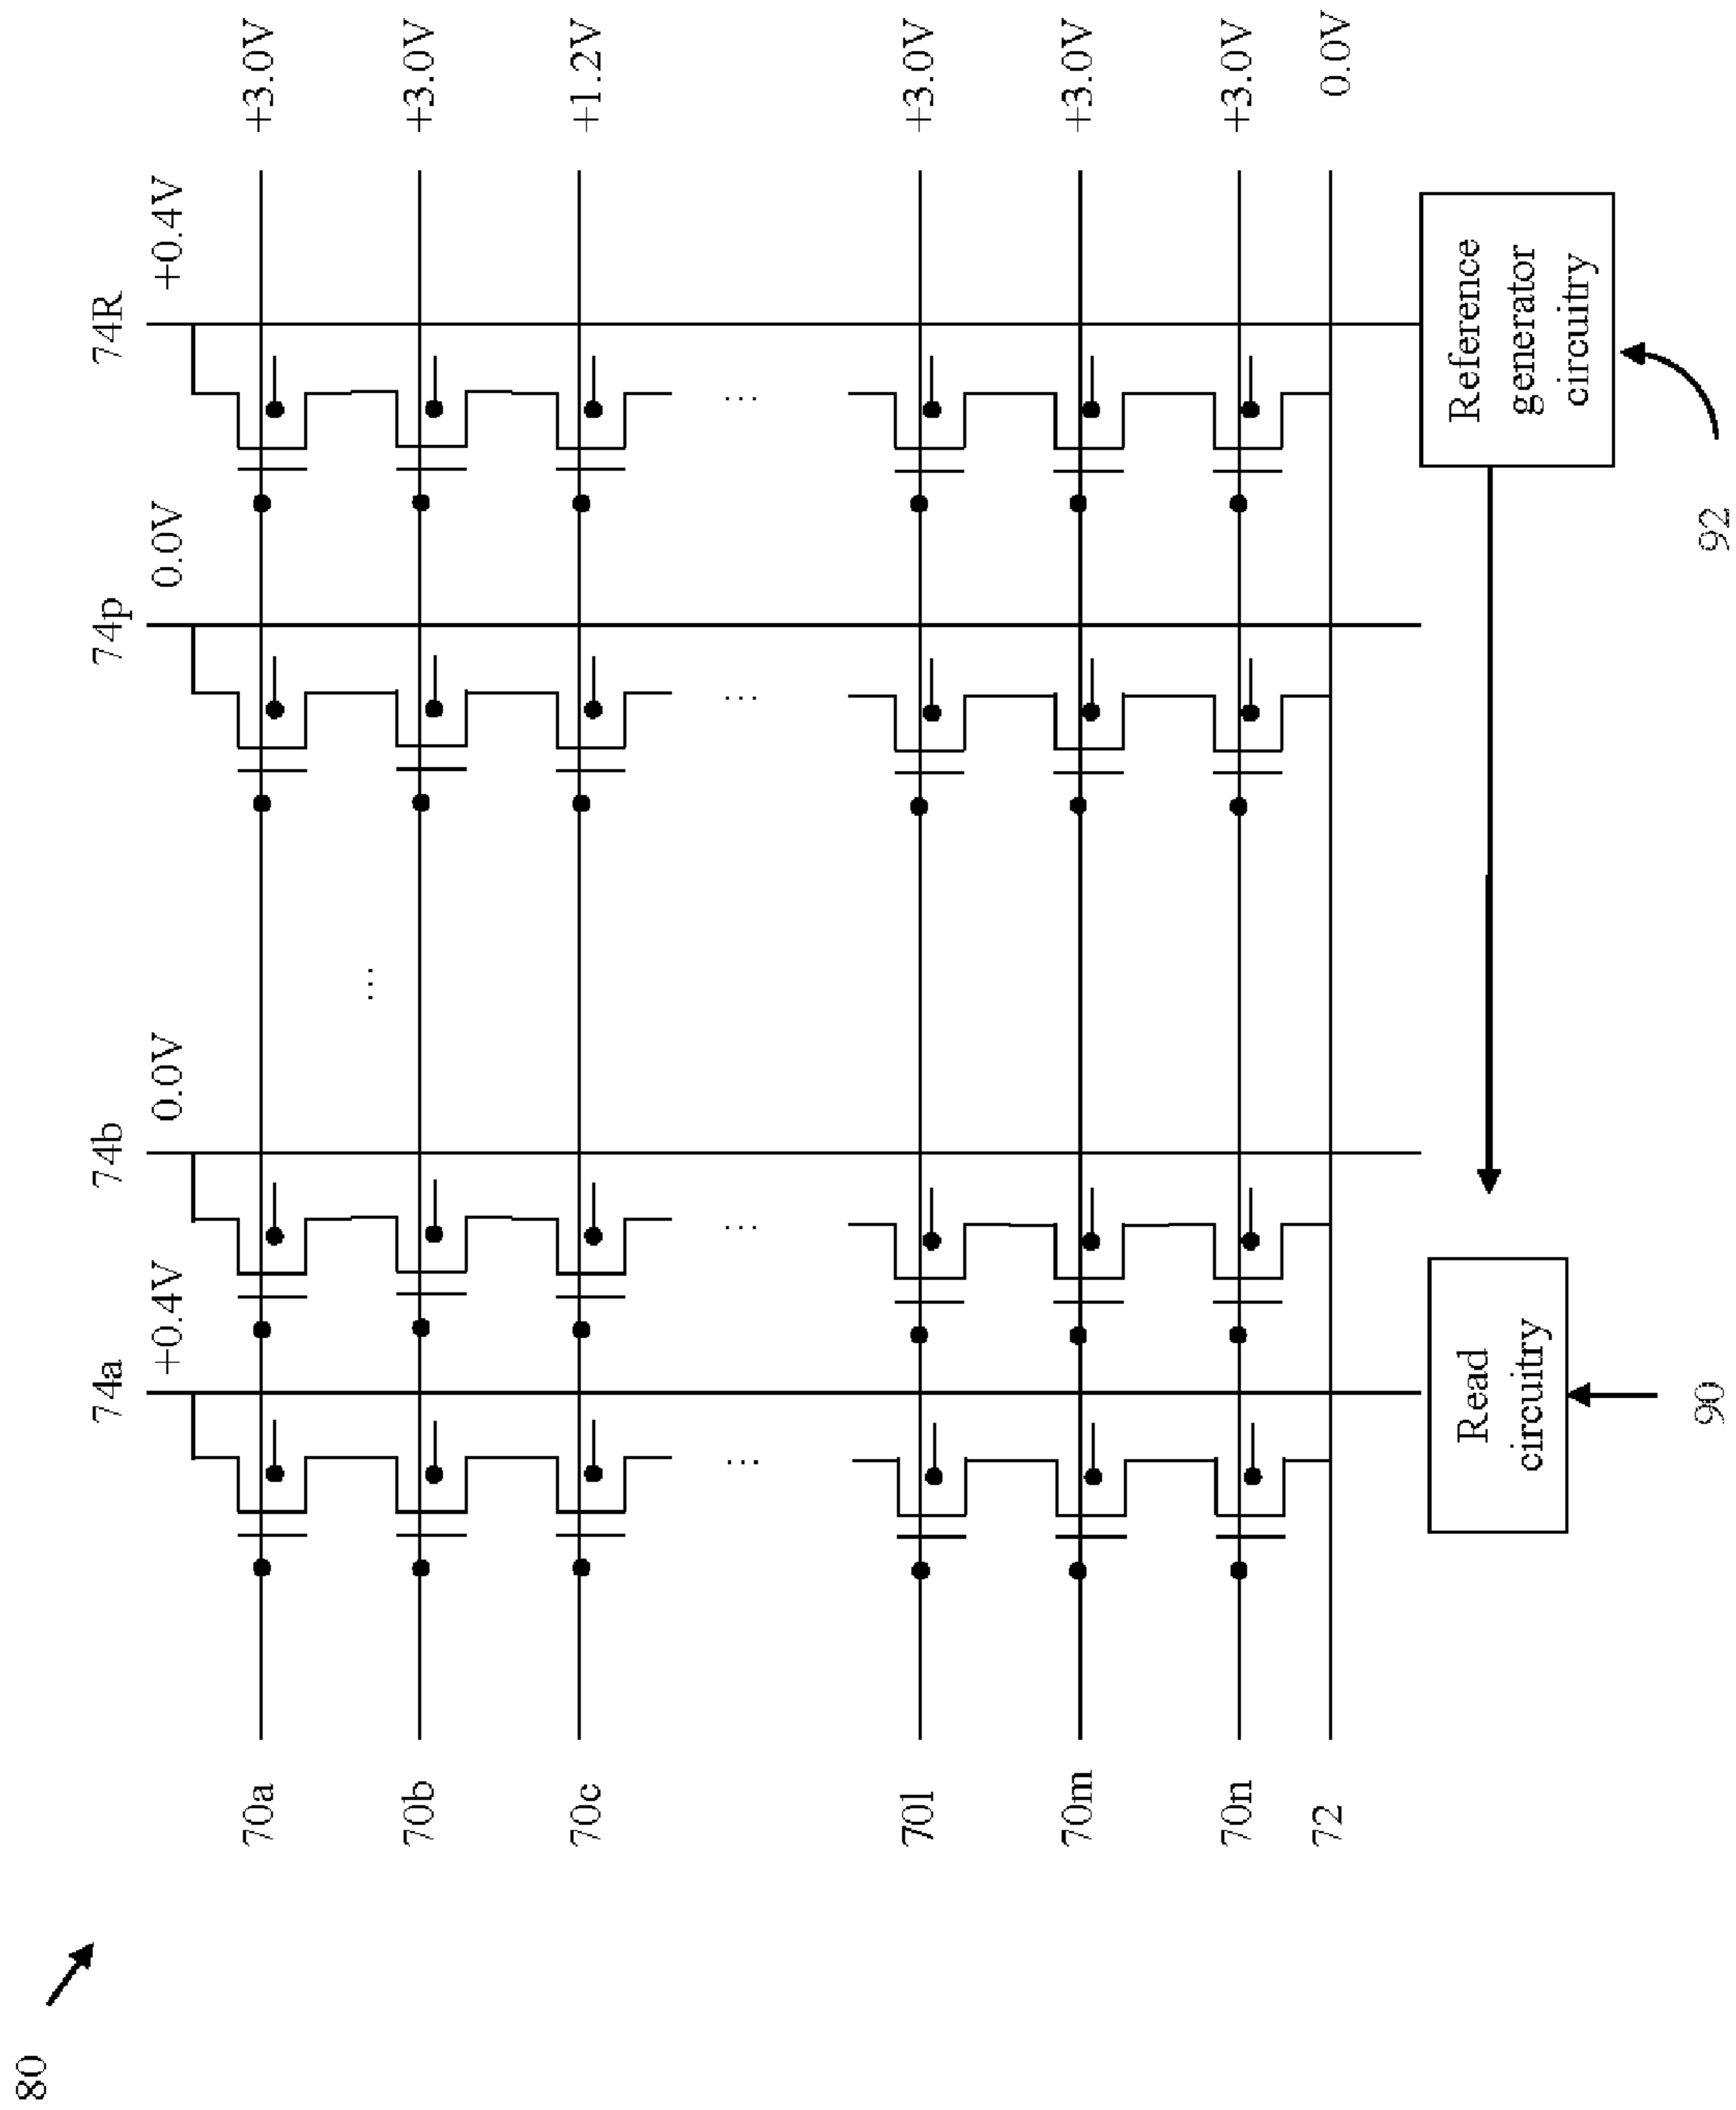 80
74a 74b 74p 74R
+0.4V 0.0V 0.0V +0.4V
70a +3.0V
...
70b +3.0V
70c +1.2V
... ... ... ...
70l +3.0V
70m +3.0V
70n +3.0V
72 0.0V
Read
circuitry
Reference
generator
circuitry
90
92